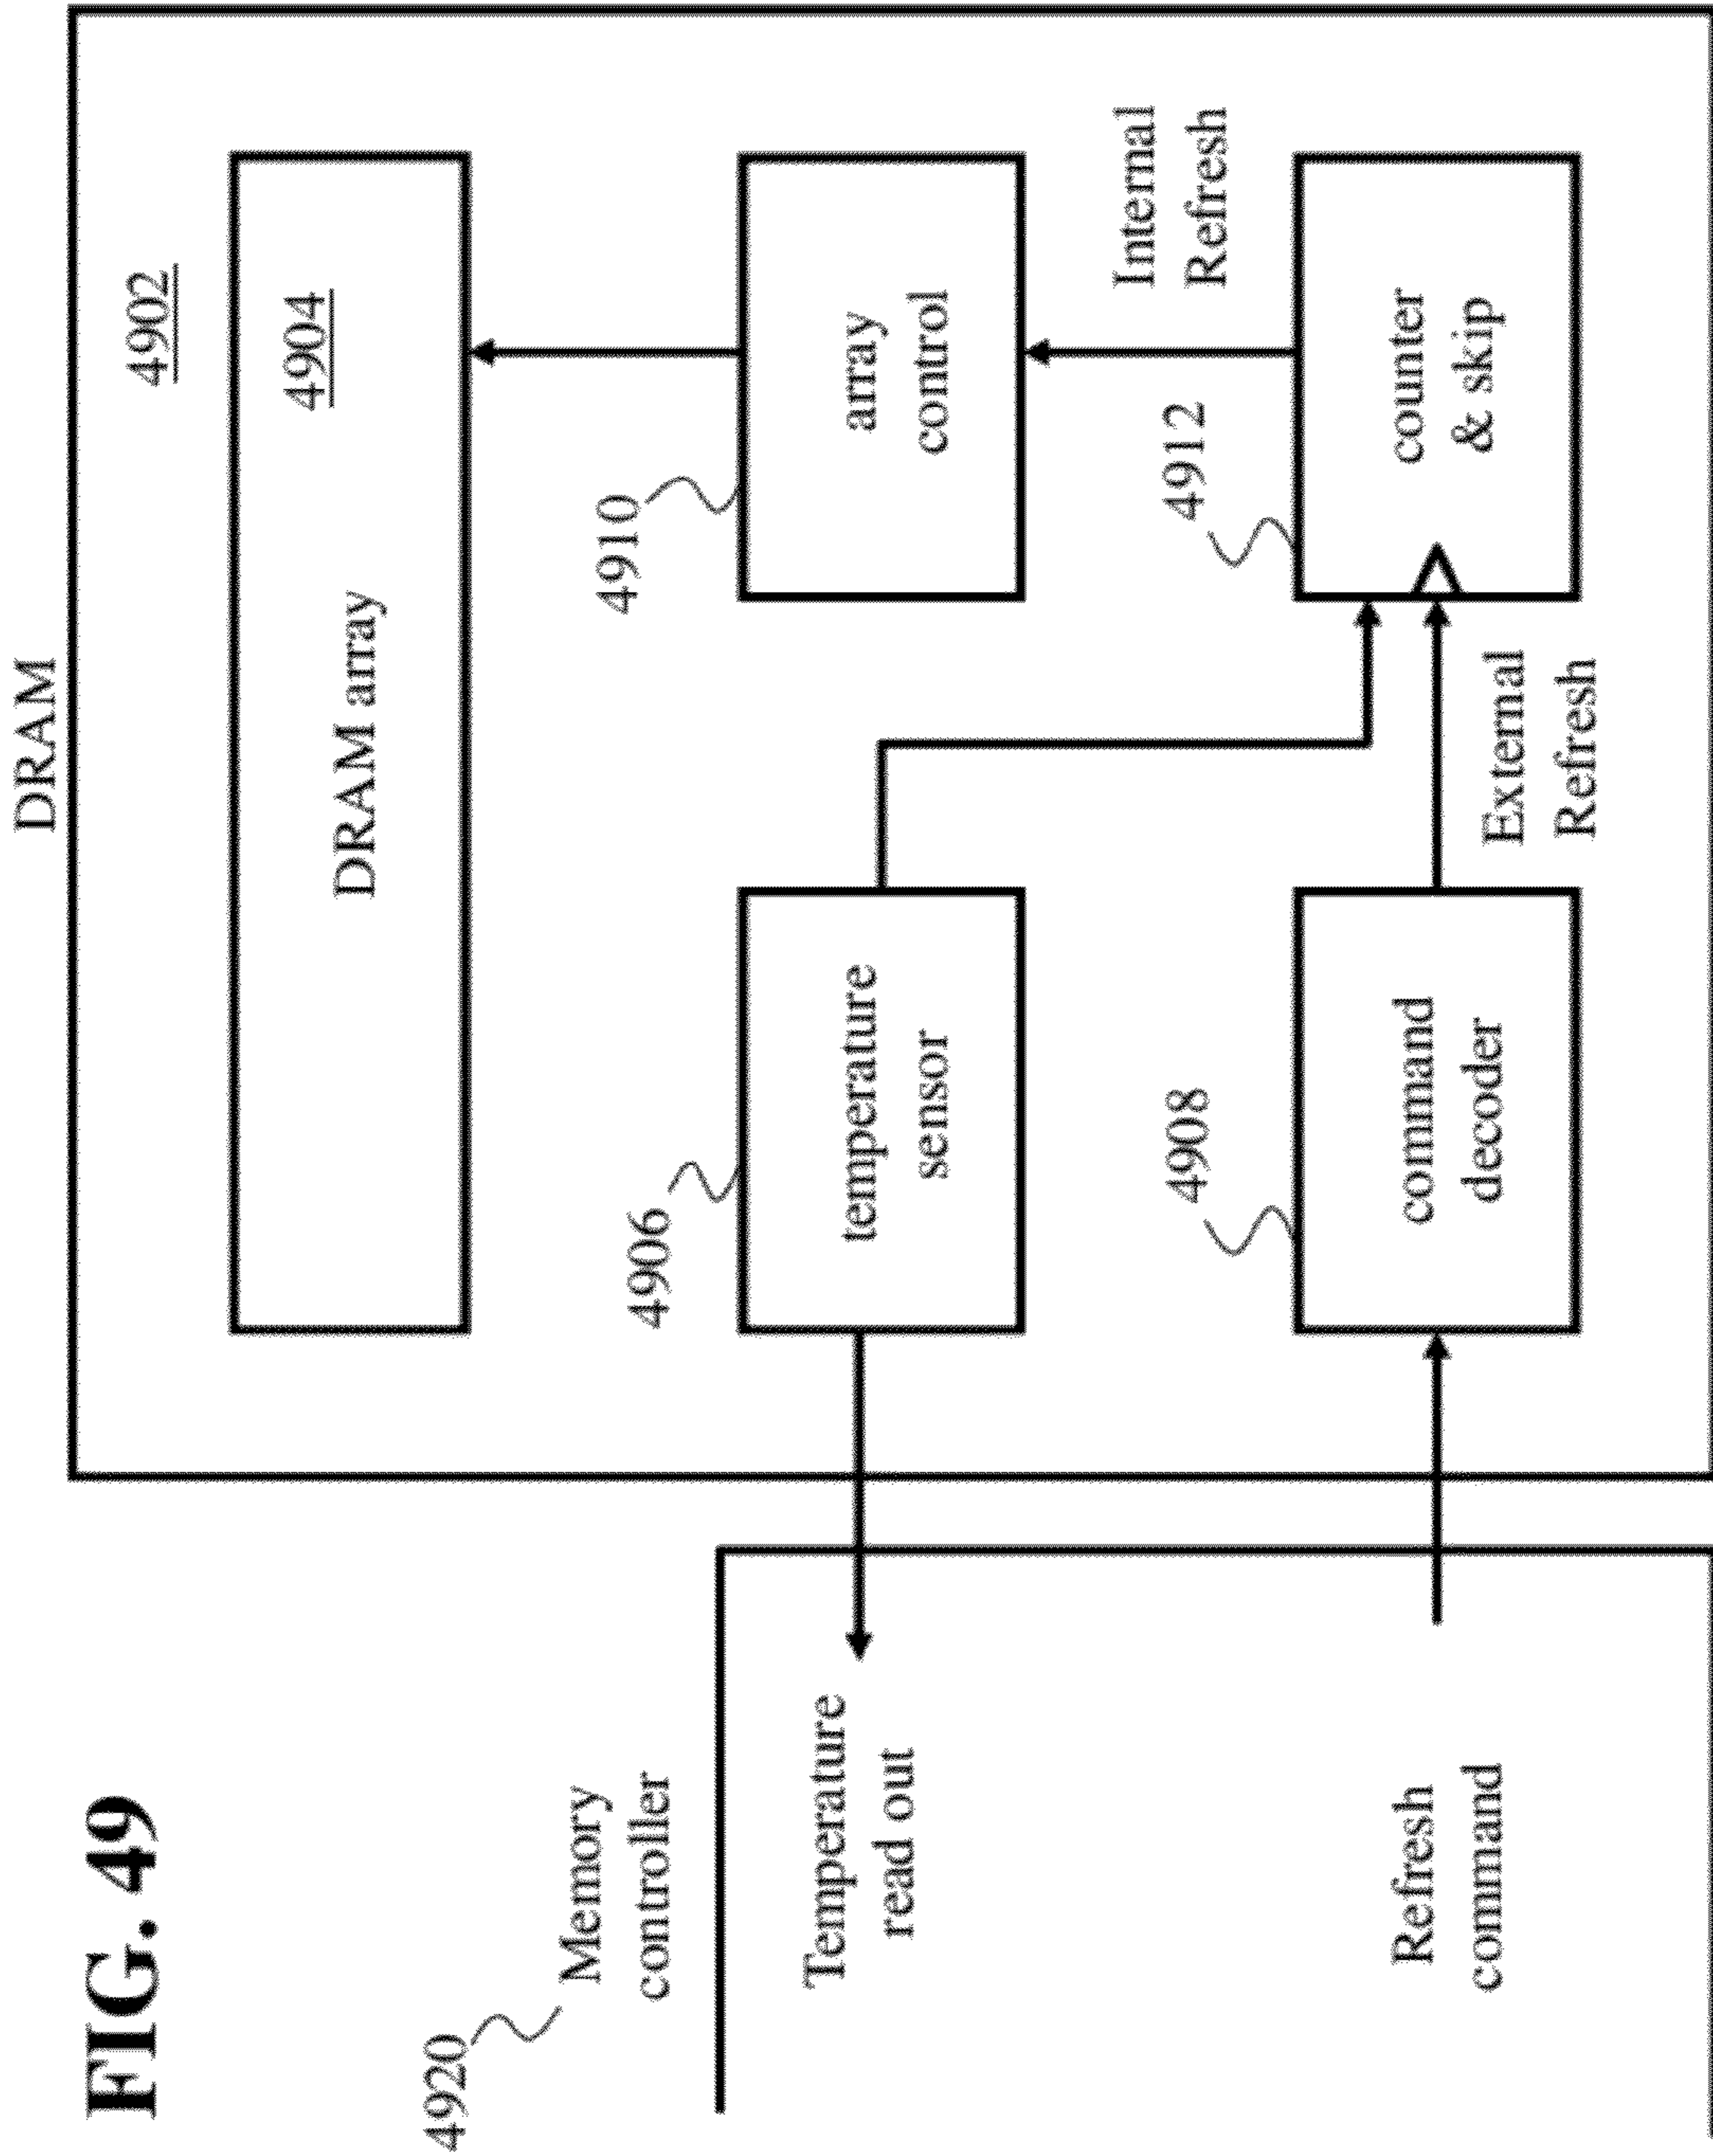 FIG. 49
DRAM
4902
4904
DRAM array
4920
Memory
controller
4906
temperature
sensor
4910
array
control
Temperature
read out
Internal
Refresh
4908
command
decoder
4912
counter
& skip
Refresh
command
External
Refresh